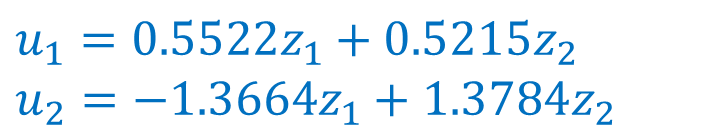 u₁ = 0.5522z₁ + 0.5215z₂
u₂ = −1.3664z₁ + 1.3784z₂